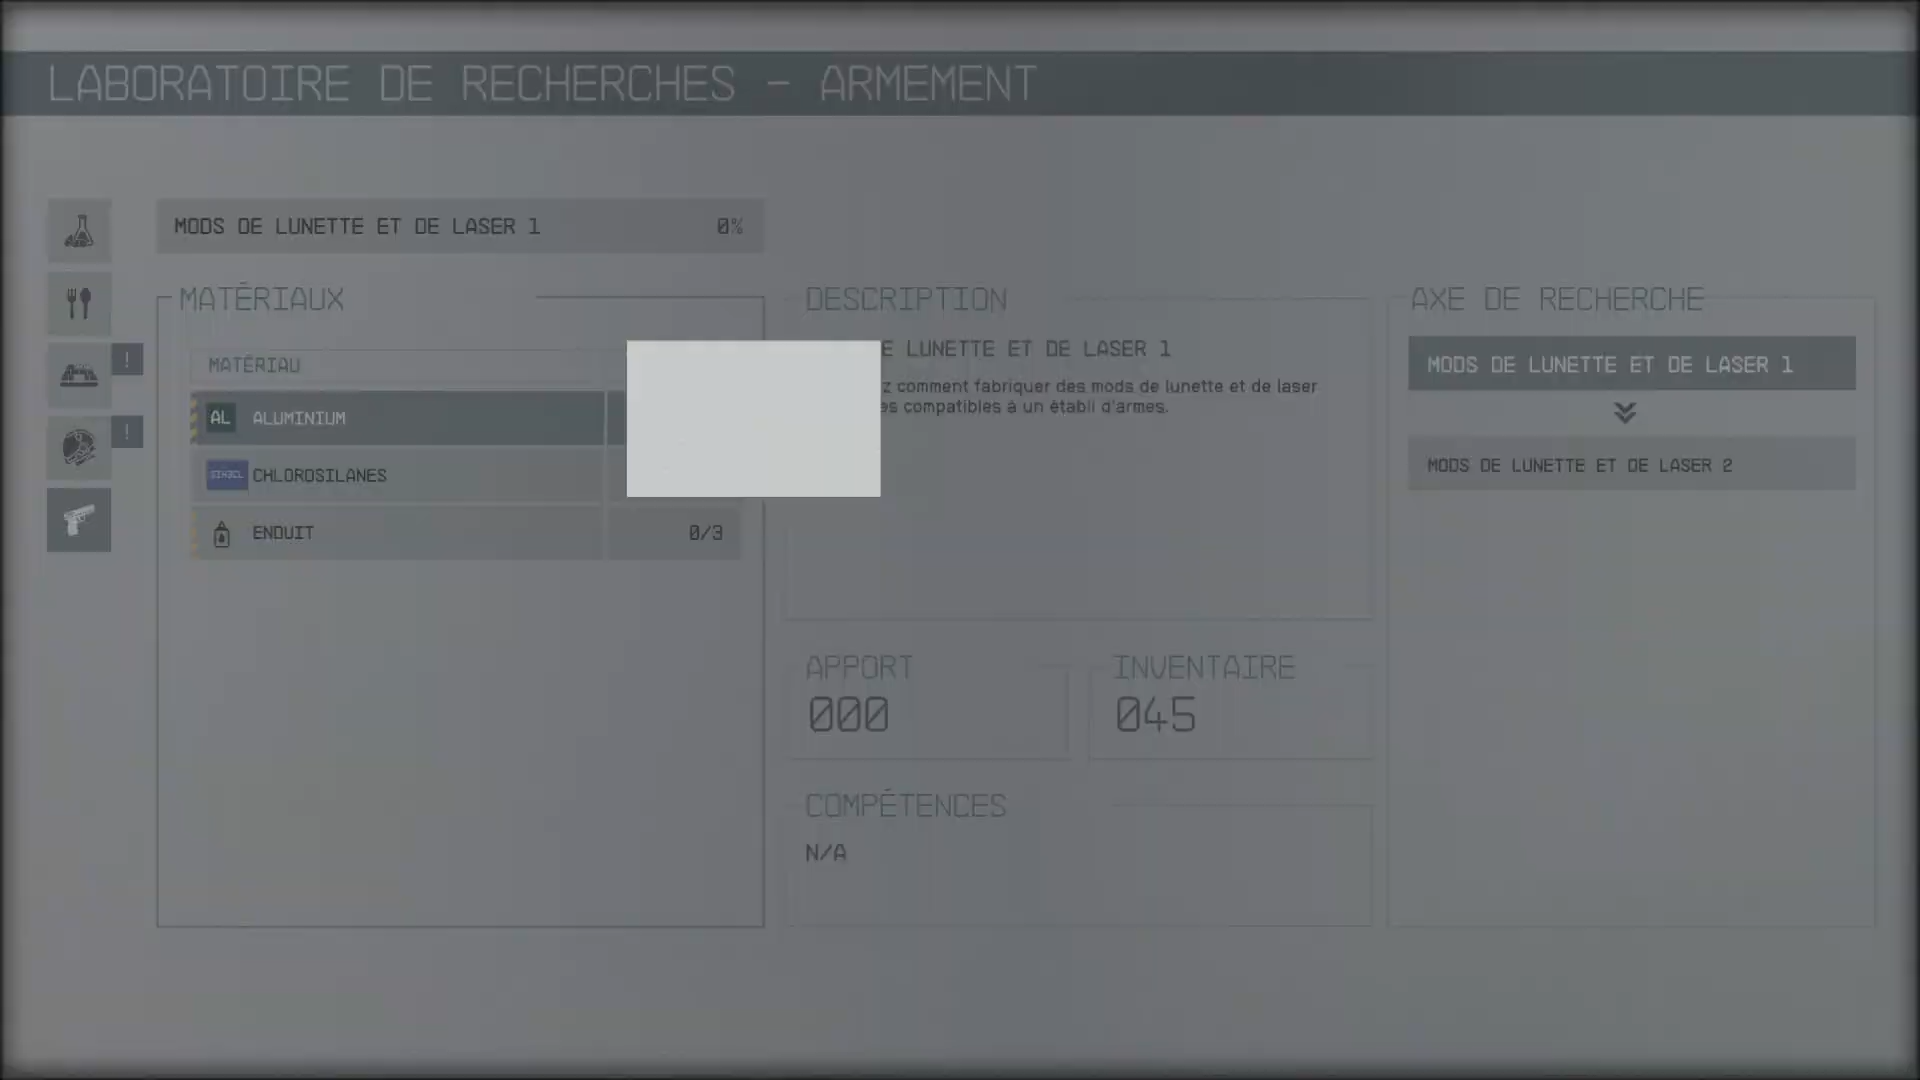 LABORATOIRE DE RECHERCHES - ARMEMENT
MODS DE LUNETTE ET DE LASER 1 0%
MATÉRIAUX
MATÉRIAU
AL ALUMINIUM
CHLOROSILANES
ENDUIT 0/3
DESCRIPTION
LUNETTE ET DE LASER 1
comment fabriquer des mods de lunette et de laser
compatibles à un établi d'armes.
APPORT
000
INVENTAIRE
045
COMPÉTENCES
N/A
AXE DE RECHERCHE
MODS DE LUNETTE ET DE LASER 1
MODS DE LUNETTE ET DE LASER 2
! 
!